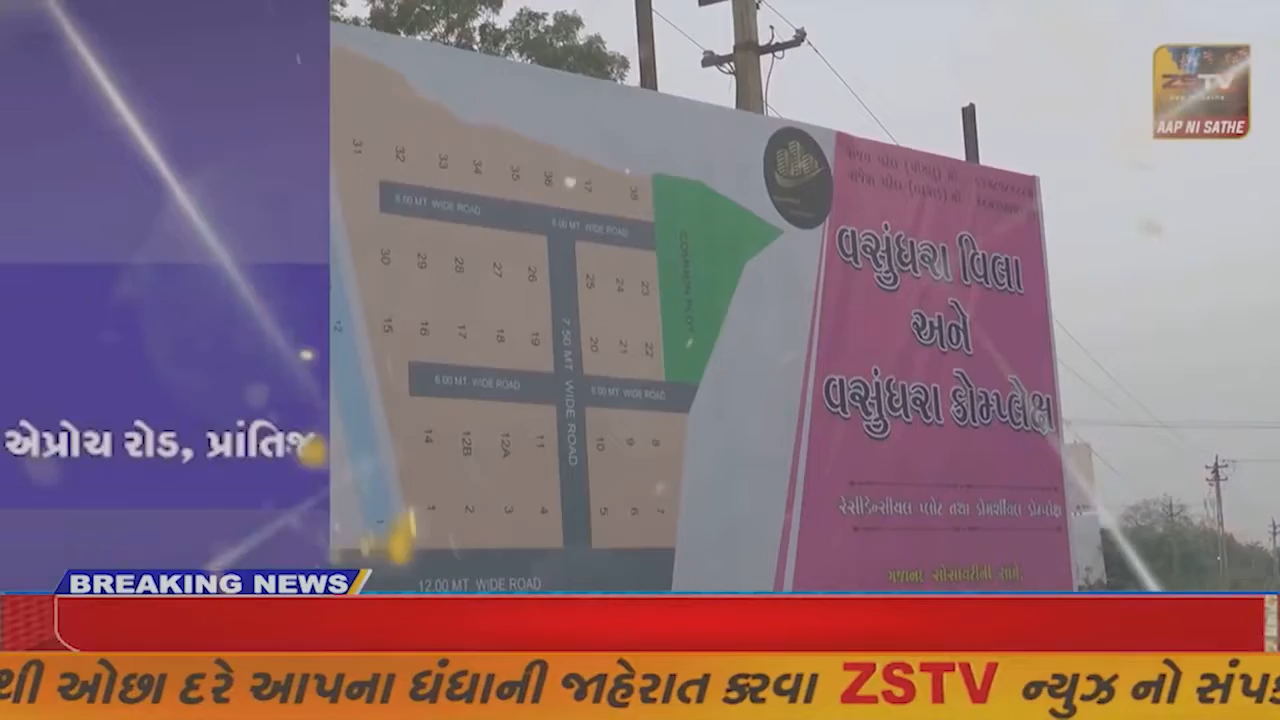 ZSTV
AAP NI SATHE
31 32 33 34 35 36 37 38
6.00 MT. WIDE ROAD
6.00 MT. WIDE ROAD
30 29 28 27 26 25 24 23
COMMON PLOT
12
15 16 17 18 19 20 21 22
7.50 MT. WIDE ROAD
6.00 MT. WIDE ROAD
6.00 MT. WIDE ROAD
14 12B 12A 11 10 9 8
1 2 3 4 5 6 7
12.00 MT. WIDE ROAD
વસુંધરા વિલા
અને
વસુંધરા કોમ્પ્લેક્ષ
રેસીડેન્સીયલ પ્લોટ તથા કોમર્શીયલ કોમ્પ્લેક્ષ
ગજાનંદ સોસાયટીની સામે,
એપ્રોચ રોડ, પ્રાંતિજ
BREAKING NEWS
થી ઓછા દરે આપના ધંધાની જાહેરાત કરવા ZSTV ન્યુઝ નો સંપર્ક